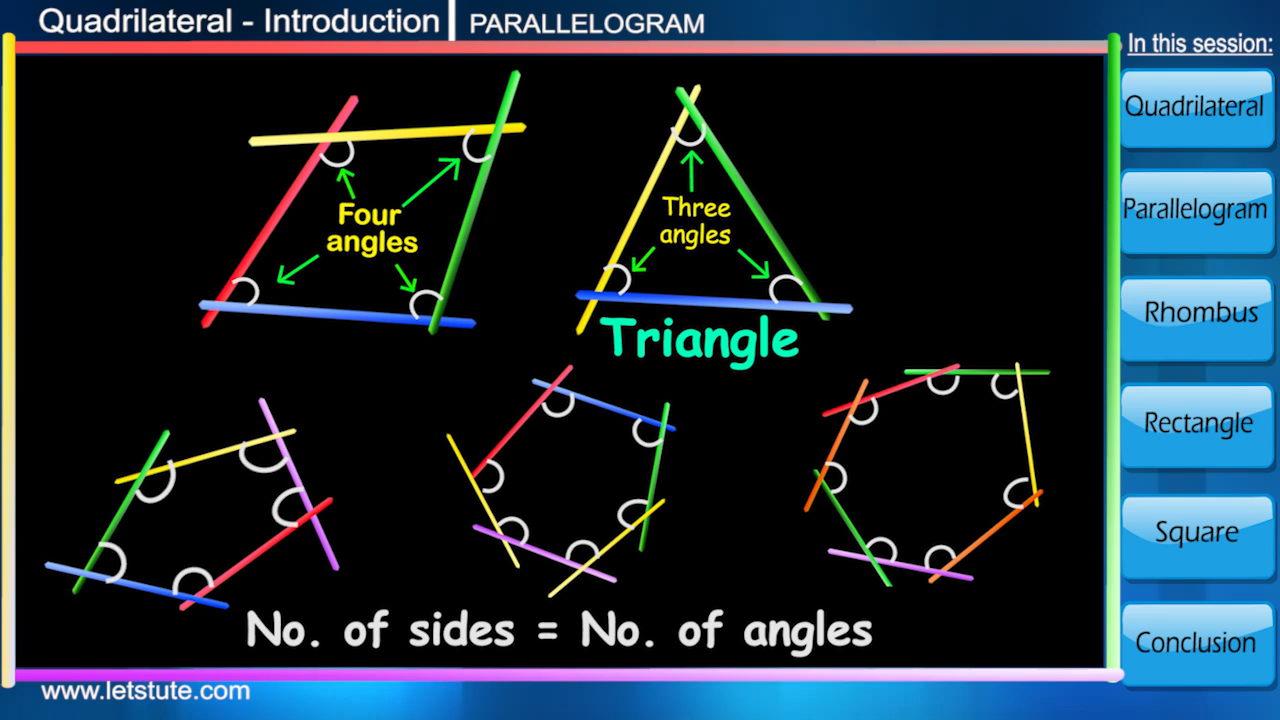 Quadrilateral - Introduction
PARALLELOGRAM
In this session:
Quadrilateral
Parallelogram
Rhombus
Rectangle
Square
Conclusion
Four
angles
Three
angles
Triangle
No. of sides = No. of angles
www.letstute.com